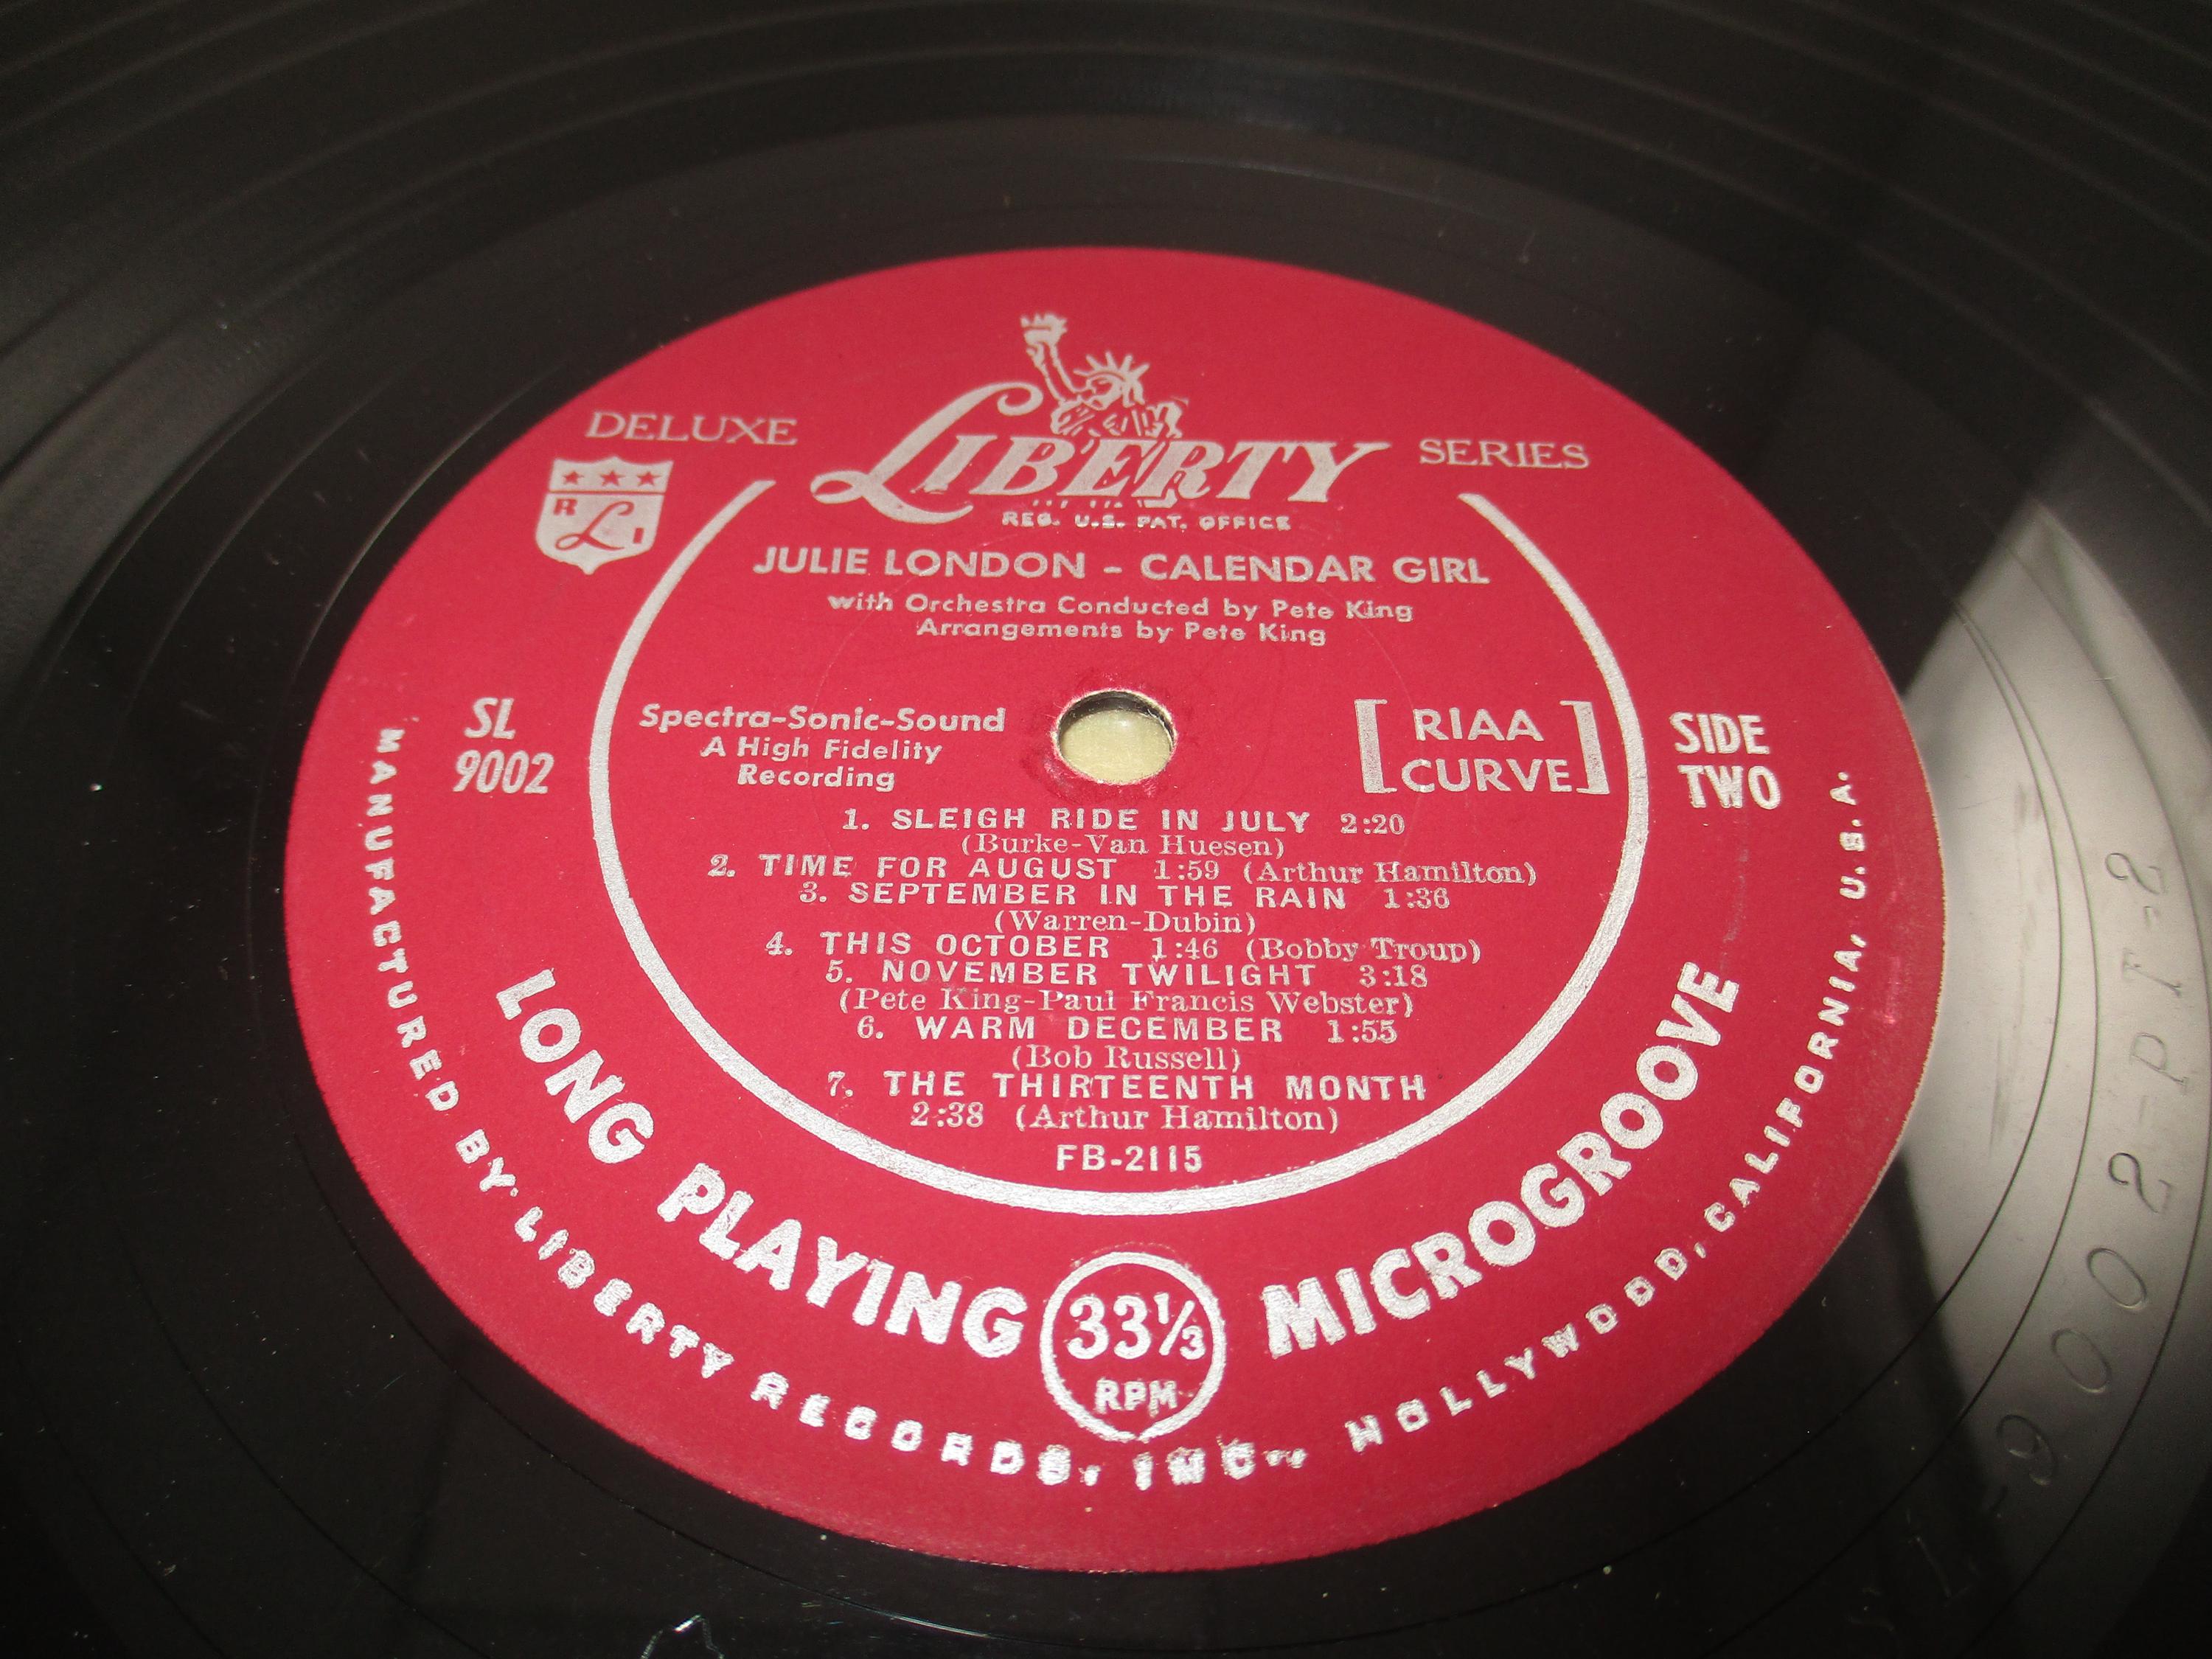 DELUXE LIBERTY SERIES
R L I
REG. U.S. PAT. OFFICE
JULIE LONDON - CALENDAR GIRL
with Orchestra Conducted by Pete King
Arrangements by Pete King
SL
9002
Spectra-Sonic-Sound
A High Fidelity
Recording
[RIAA
CURVE]
SIDE
TWO
1. SLEIGH RIDE IN JULY 2:20
(Burke-Van Huesen)
2. TIME FOR AUGUST 1:59 (Arthur Hamilton)
3. SEPTEMBER IN THE RAIN 1:36
(Warren-Dubin)
4. THIS OCTOBER 1:46 (Bobby Troup)
5. NOVEMBER TWILIGHT 3:18
(Pete King-Paul Francis Webster)
6. WARM DECEMBER 1:55
(Bob Russell)
7. THE THIRTEENTH MONTH
2:38 (Arthur Hamilton)
FB-2115
LONG PLAYING 33⅓ RPM MICROGROOVE
MANUFACTURED BY LIBERTY RECORDS, INC., HOLLYWOOD, CALIFORNIA, U.S.A.
L-9002-PT-2